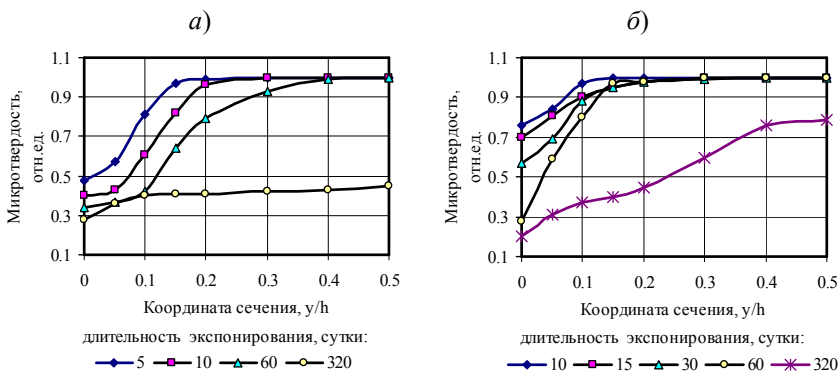 а)
Микротвердость,
отн.ед.
1.1
0.9
0.7
0.5
0.3
0.1
0 0.1 0.2 0.3 0.4 0.5
Координата сечения, y/h
длительность экспонирования, сутки:
5 10 60 320
б)
Микротвердость,
отн.ед.
1.1
0.9
0.7
0.5
0.3
0.1
0 0.1 0.2 0.3 0.4 0.5
Координата сечения, y/h
длительность экспонирования, сутки:
10 15 30 60 320